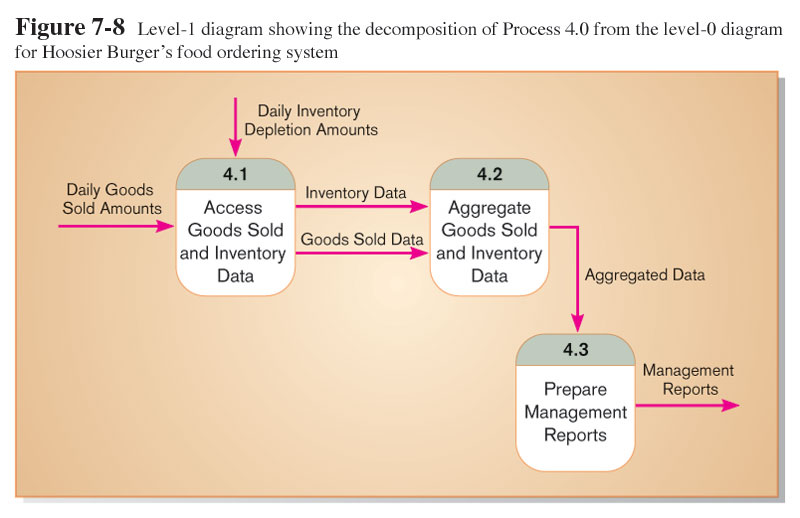 Figure 7-8 Level-1 diagram showing the decomposition of Process 4.0 from the level-0 diagram
for Hoosier Burger's food ordering system
Daily Inventory
Depletion Amounts
Daily Goods
Sold Amounts
4.1
Access
Goods Sold
and Inventory
Data
Inventory Data
Goods Sold Data
4.2
Aggregate
Goods Sold
and Inventory
Data
Aggregated Data
4.3
Prepare
Management
Reports
Management
Reports